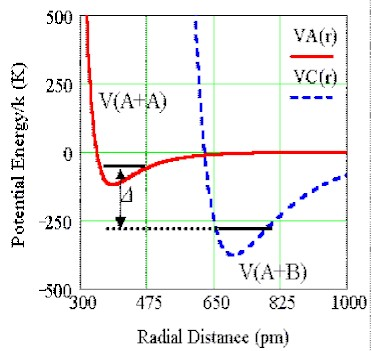 500
VA(r)
VC(r)
V(A+A)
250
0
Δ
-250
V(A+B)
-500
300 475 650 825 1000
Potential Energy/k (K)
Radial Distance (pm)